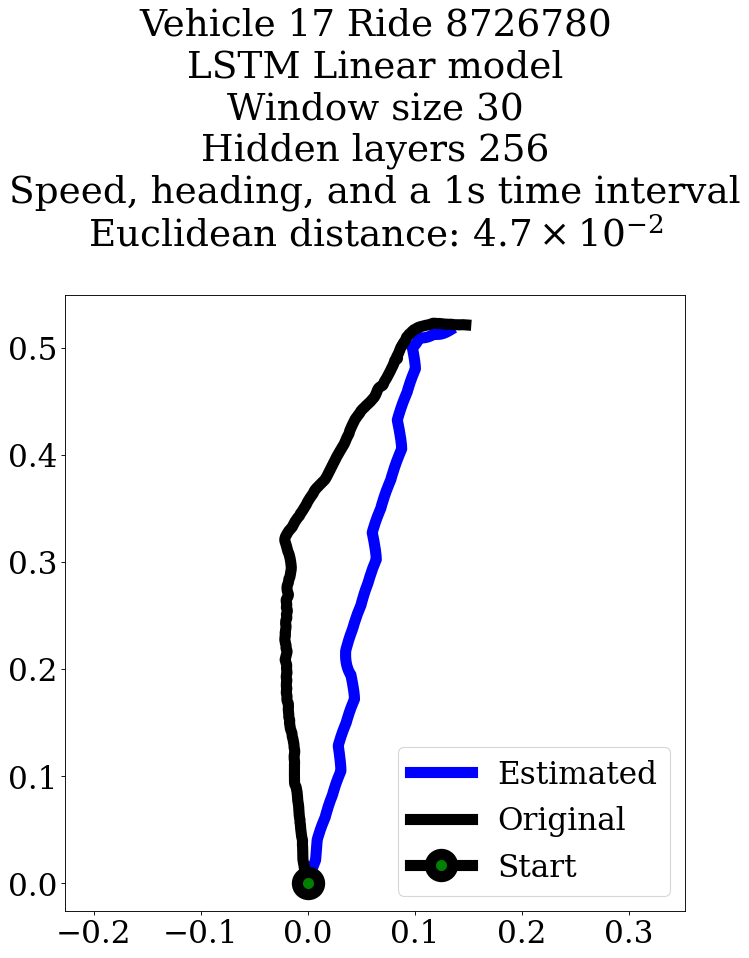 Vehicle 17 Ride 8726780
LSTM Linear model
Window size 30
Hidden layers 256
Speed, heading, and a 1s time interval
Euclidean distance: 4.7 × 10⁻²
0.5
0.4
0.3
0.2
0.1
0.0
Estimated
Original
Start
−0.2 −0.1 0.0 0.1 0.2 0.3